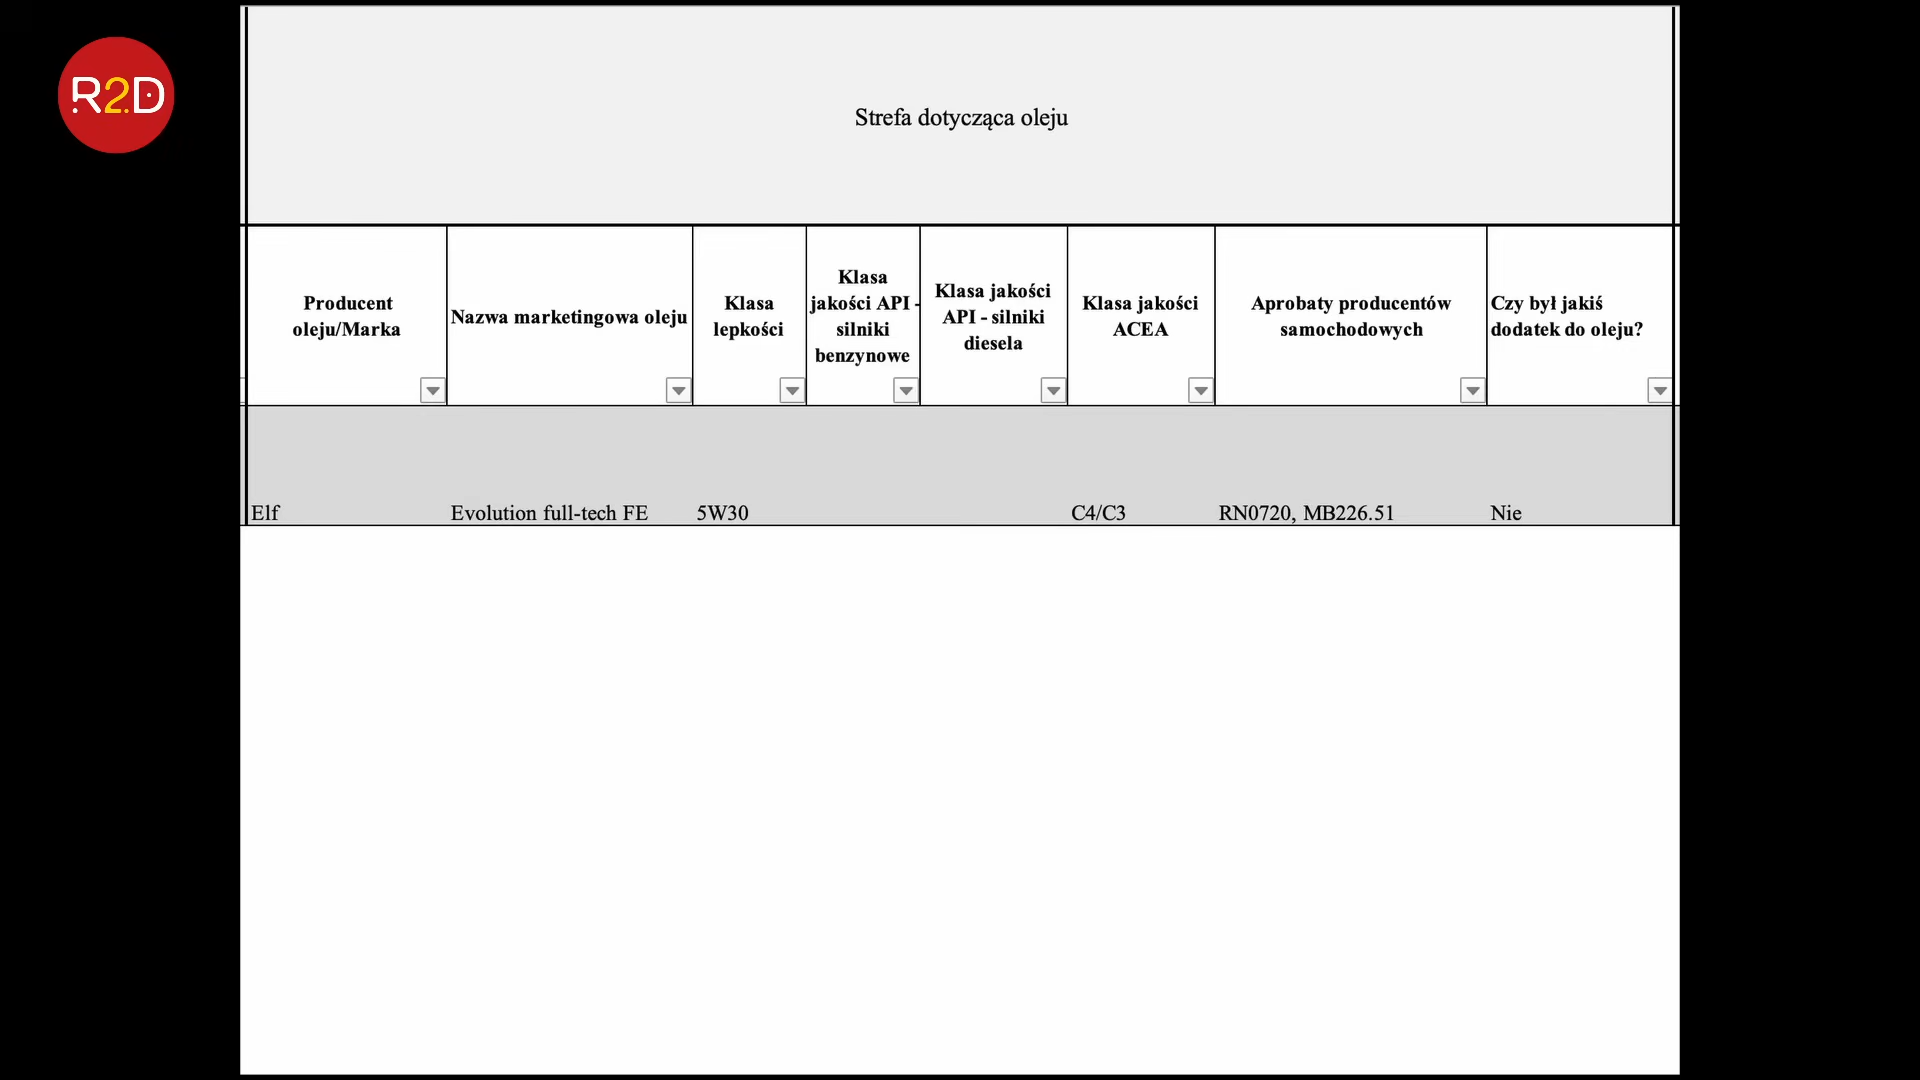 R2D
Strefa dotycząca oleju
Producent
oleju/Marka
Nazwa marketingowa oleju
Klasa
lepkości
Klasa
jakości API -
silniki
benzynowe
Klasa jakości
API - silniki
diesela
Klasa jakości
ACEA
Aprobaty producentów
samochodowych
Czy był jakiś
dodatek do oleju?
Elf
Evolution full-tech FE
5W30
C4/C3
RN0720, MB226.51
Nie